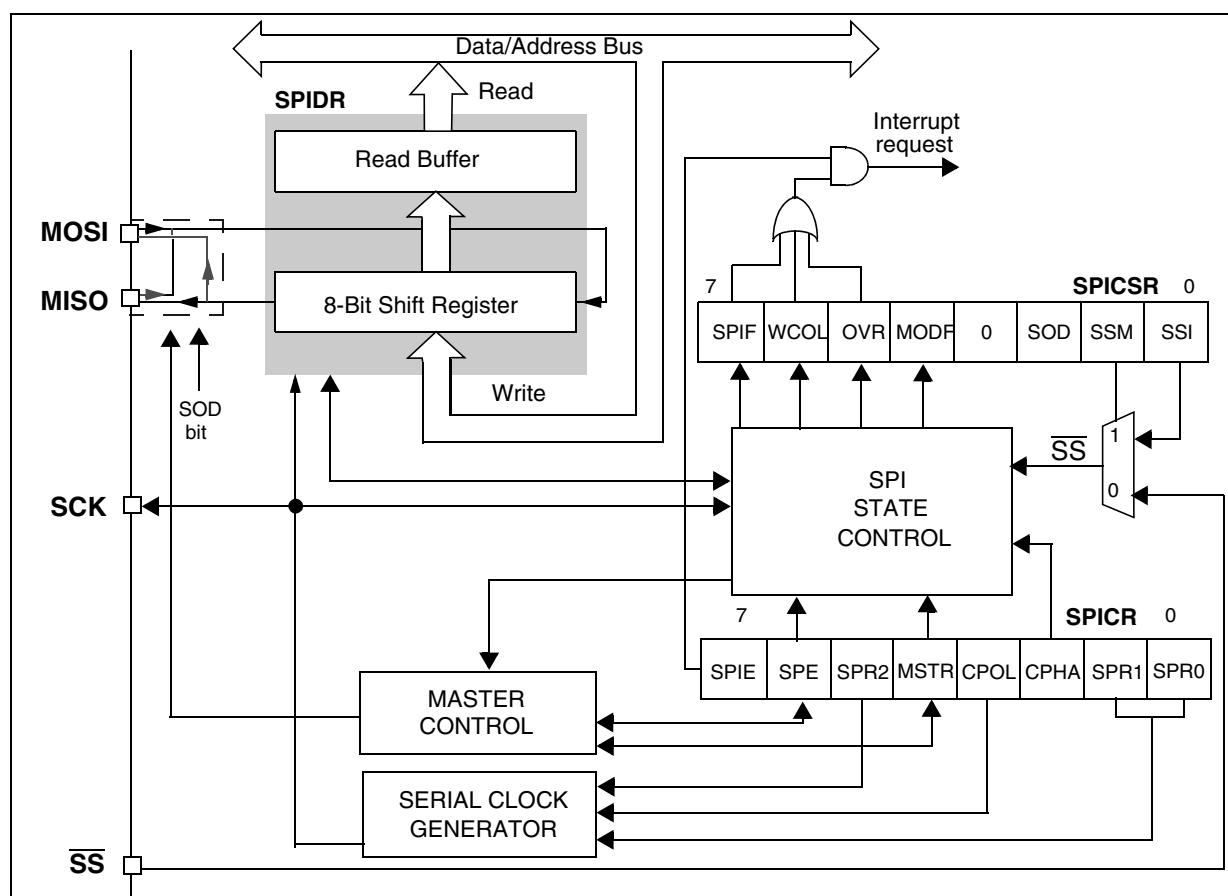 Data/Address Bus
SPIDR
Read
Read Buffer
Interrupt
request
MOSI
MISO
8-Bit Shift Register
7 SPICSR 0
SPIF WCOL OVR MODF 0 SOD SSM SSI
Write
SOD
bit
1
SS
0
SCK
SPI
STATE
CONTROL
7 SPICR 0
SPIE SPE SPR2 MSTR CPOL CPHA SPR1 SPR0
MASTER
CONTROL
SERIAL CLOCK
GENERATOR
SS